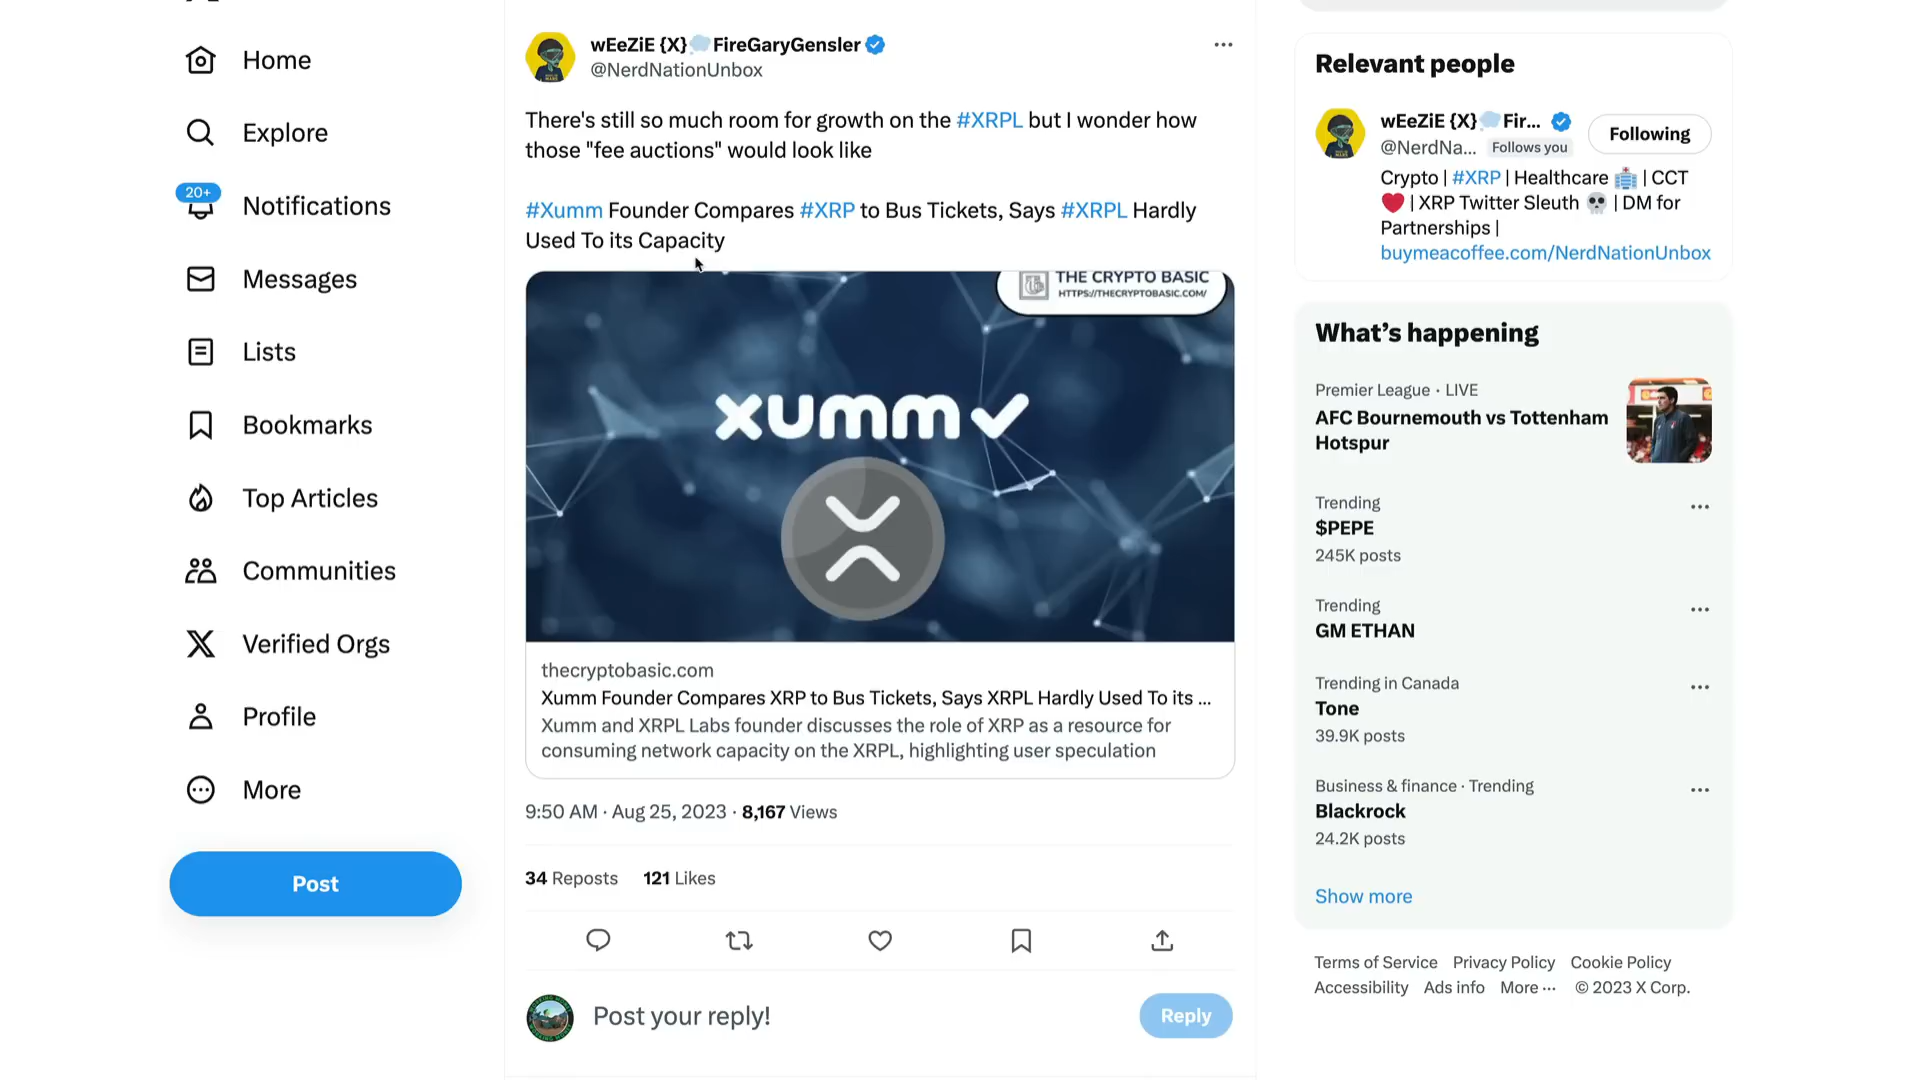 Home
Explore
20+
Notifications
Messages
Lists
Bookmarks
Top Articles
Communities
Verified Orgs
Profile
More
Post
wEeZiE {X}💭FireGaryGensler
@NerdNationUnbox
There's still so much room for growth on the #XRPL but I wonder how
those "fee auctions" would look like
#Xumm Founder Compares #XRP to Bus Tickets, Says #XRPL Hardly
Used To its Capacity
THE CRYPTO BASIC
HTTPS://THECRYPTOBASIC.COM/
xumm
thecryptobasic.com
Xumm Founder Compares XRP to Bus Tickets, Says XRPL Hardly Used To its ...
Xumm and XRPL Labs founder discusses the role of XRP as a resource for
consuming network capacity on the XRPL, highlighting user speculation
9:50 AM · Aug 25, 2023 · 8,167 Views
34 Reposts 121 Likes
Post your reply!
Reply
Relevant people
wEeZiE {X}💭Fir...
@NerdNa... Follows you
Following
Crypto | #XRP | Healthcare 🏥 | CCT
❤️ | XRP Twitter Sleuth 💀 | DM for
Partnerships |
buymeacoffee.com/NerdNationUnbox
What's happening
Premier League · LIVE
AFC Bournemouth vs Tottenham
Hotspur
Trending
$PEPE
245K posts
Trending
GM ETHAN
Trending in Canada
Tone
39.9K posts
Business & finance · Trending
Blackrock
24.2K posts
Show more
Terms of Service Privacy Policy Cookie Policy
Accessibility Ads info More ··· © 2023 X Corp.